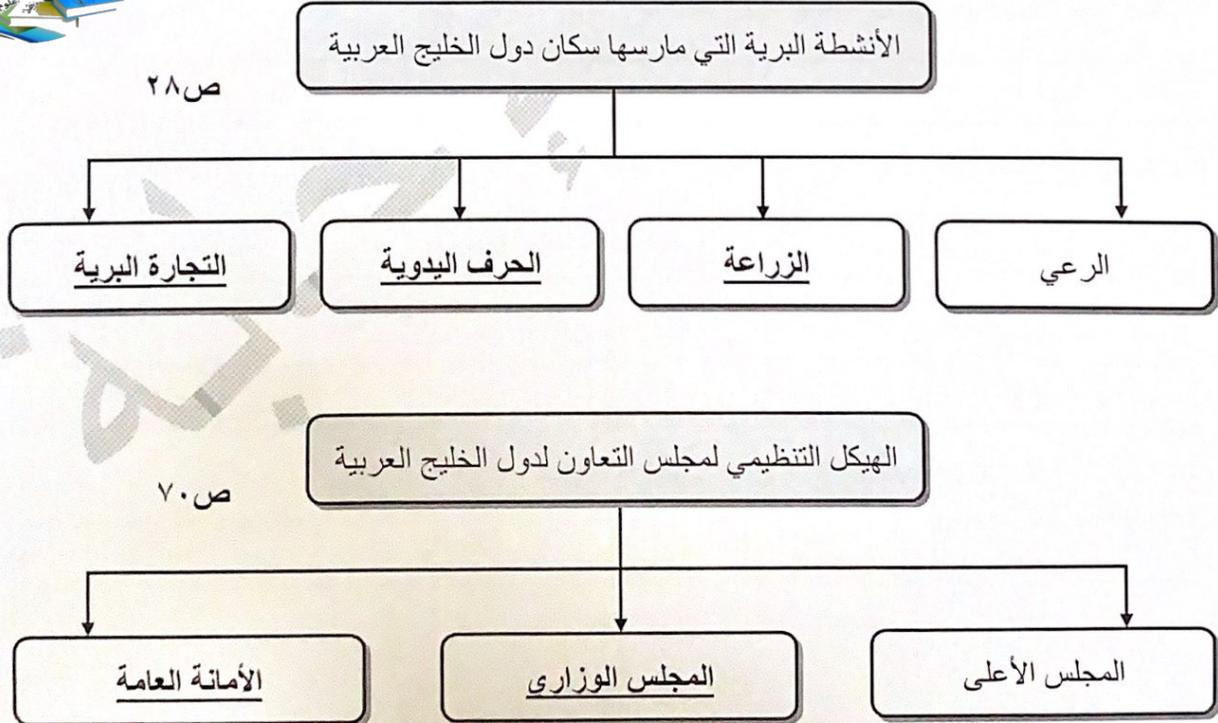 الأنشطة البرية التي مارسها سكان دول الخليج العربية
ص٢٨
الرعي
الزراعة
الحرف اليدوية
التجارة البرية
الهيكل التنظيمي لمجلس التعاون لدول الخليج العربية
ص٧٠
المجلس الأعلى
المجلس الوزاري
الأمانة العامة